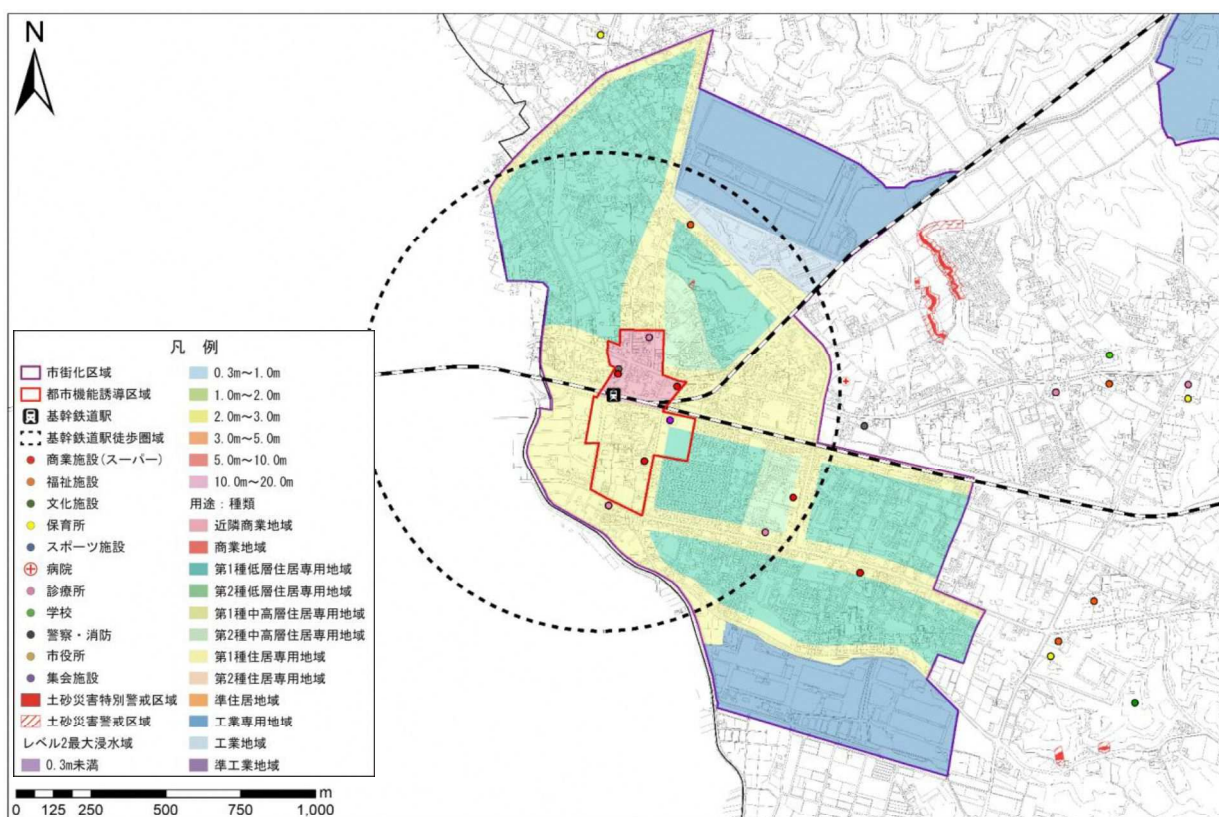 N
凡 例
市街化区域
都市機能誘導区域
基幹鉄道駅
基幹鉄道駅徒歩圏域
商業施設(スーパー)
福祉施設
文化施設
保育所
スポーツ施設
病院
診療所
学校
警察・消防
市役所
集会施設
土砂災害特別警戒区域
土砂災害警戒区域
レベル2最大浸水域
0.3m未満
0.3m～1.0m
1.0m～2.0m
2.0m～3.0m
3.0m～5.0m
5.0m～10.0m
10.0m～20.0m
用途：種類
近隣商業地域
商業地域
第1種低層住居専用地域
第2種低層住居専用地域
第1種中高層住居専用地域
第2種中高層住居専用地域
第1種住居専用地域
第2種住居専用地域
準住居地域
工業専用地域
工業地域
準工業地域
0 125 250 500 750 1,000 m